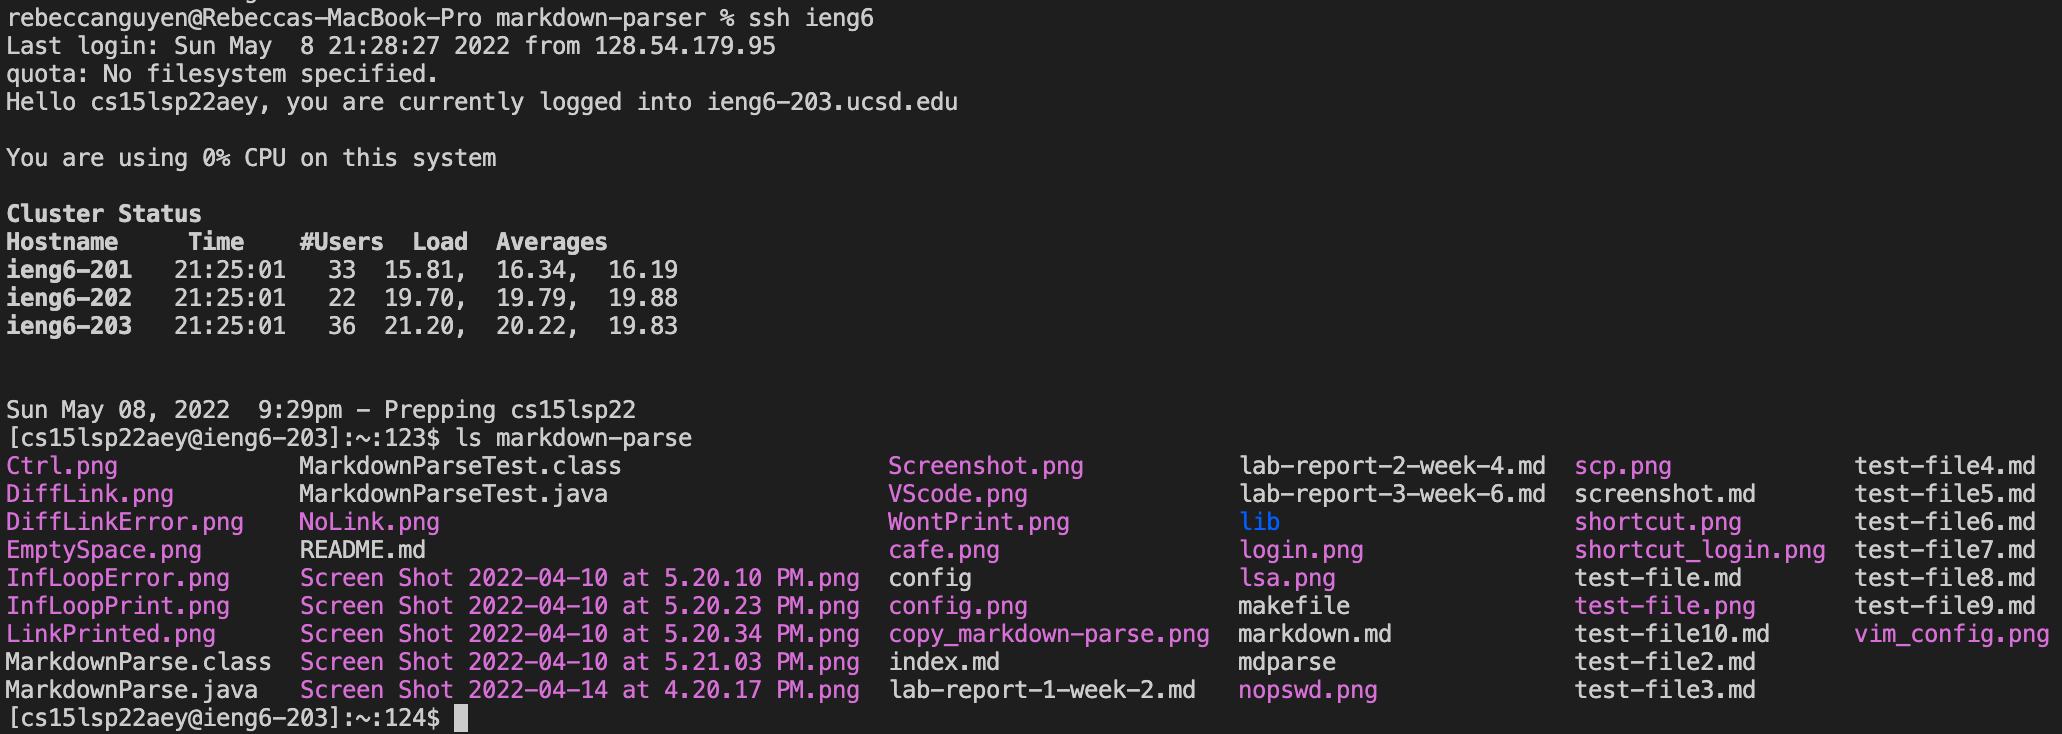 rebeccanguyen@Rebeccas-MacBook-Pro markdown-parser % ssh ieng6
Last login: Sun May  8 21:28:27 2022 from 128.54.179.95
quota: No filesystem specified.
Hello cs15lsp22aey, you are currently logged into ieng6-203.ucsd.edu
You are using 0% CPU on this system
Cluster Status
Hostname     Time    #Users  Load  Averages
ieng6-201   21:25:01   33  15.81,  16.34,  16.19
ieng6-202   21:25:01   22  19.70,  19.79,  19.88
ieng6-203   21:25:01   36  21.20,  20.22,  19.83
Sun May 08, 2022  9:29pm - Prepping cs15lsp22
[cs15lsp22aey@ieng6-203]:~:123$ ls markdown-parse
Ctrl.png             MarkdownParseTest.class                   Screenshot.png           lab-report-2-week-4.md  scp.png             test-file4.md
DiffLink.png         MarkdownParseTest.java                    VScode.png               lab-report-3-week-6.md  screenshot.md       test-file5.md
DiffLinkError.png    NoLink.png                                WontPrint.png            lib                     shortcut.png        test-file6.md
EmptySpace.png       README.md                                 cafe.png                 login.png               shortcut_login.png  test-file7.md
InfLoopError.png     Screen Shot 2022-04-10 at 5.20.10 PM.png  config                   lsa.png                 test-file.md        test-file8.md
InfLoopPrint.png     Screen Shot 2022-04-10 at 5.20.23 PM.png  config.png               makefile                test-file.png       test-file9.md
LinkPrinted.png      Screen Shot 2022-04-10 at 5.20.34 PM.png  copy_markdown-parse.png  markdown.md             test-file10.md      vim_config.png
MarkdownParse.class  Screen Shot 2022-04-10 at 5.21.03 PM.png  index.md                 mdparse                 test-file2.md
MarkdownParse.java   Screen Shot 2022-04-14 at 4.20.17 PM.png  lab-report-1-week-2.md   nopswd.png              test-file3.md
[cs15lsp22aey@ieng6-203]:~:124$